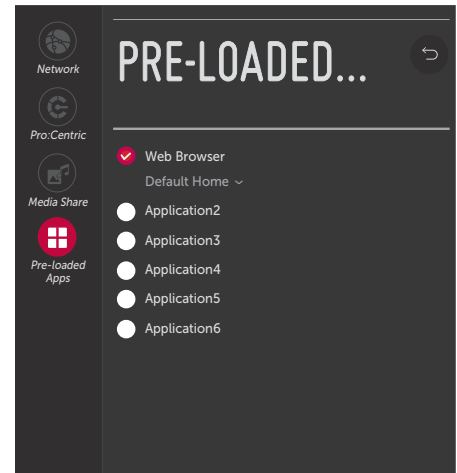 Network
PRE-LOADED...
Pro:Centric
Media Share
Pre-loaded
Apps
Web Browser
Default Home
Application2
Application3
Application4
Application5
Application6